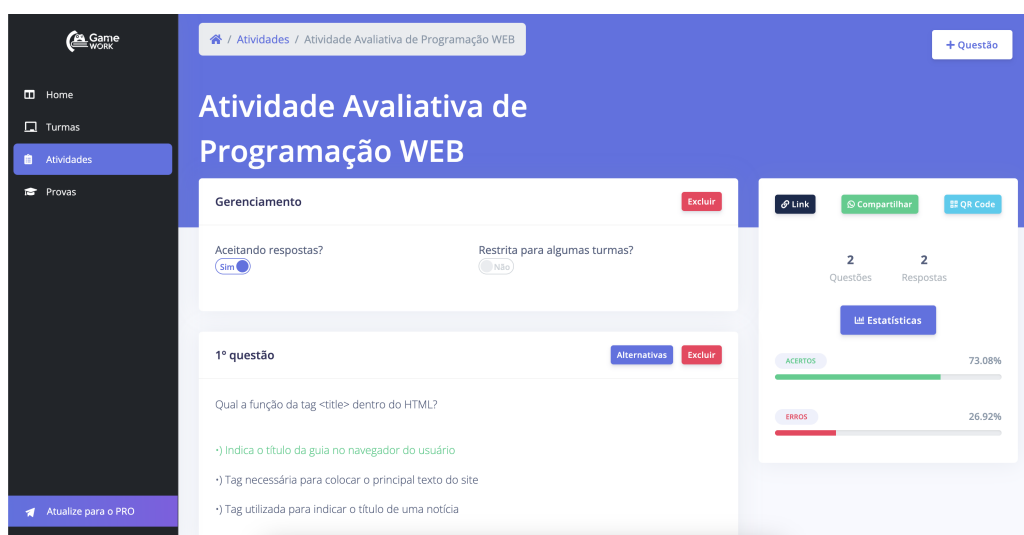 Game
WORK
Home
Turmas
Atividades
Provas
Atualize para o PRO
/ Atividades / Atividade Avaliativa de Programação WEB
+ Questão
Atividade Avaliativa de
Programação WEB
Gerenciamento
Excluir
Aceitando respostas?
Sim
Restrita para algumas turmas?
Não
1º questão
Alternativas
Excluir
Qual a função da tag <title> dentro do HTML?
•) Indica o título da guia no navegador do usuário
•) Tag necessária para colocar o principal texto do site
•) Tag utilizada para indicar o título de uma notícia
Link
Compartilhar
QR Code
2
Questões
2
Respostas
Estatísticas
ACERTOS
73.08%
ERROS
26.92%